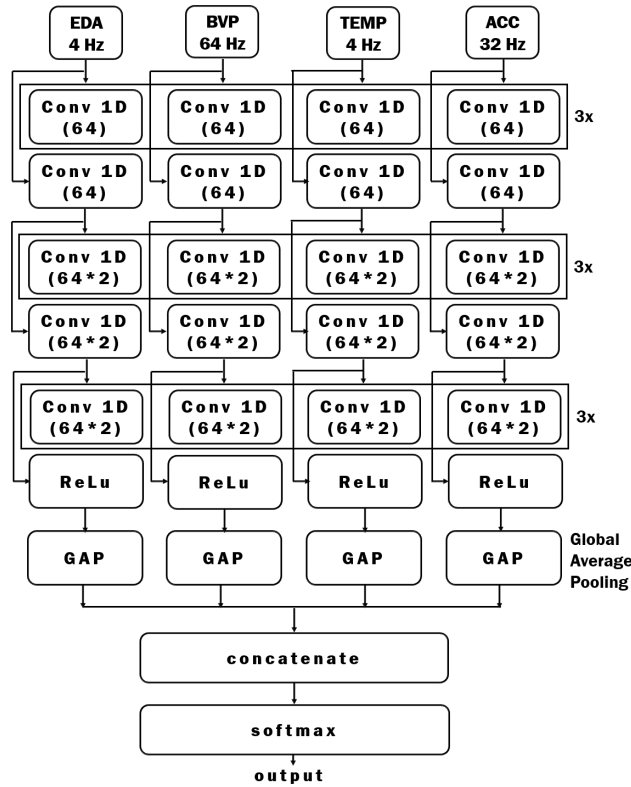 EDA
4 Hz
BVP
64 Hz
TEMP
4 Hz
ACC
32 Hz
Conv 1D
(64)
Conv 1D
(64)
Conv 1D
(64)
Conv 1D
(64)
3x
Conv 1D
(64)
Conv 1D
(64)
Conv 1D
(64)
Conv 1D
(64)
Conv 1D
(64*2)
Conv 1D
(64*2)
Conv 1D
(64*2)
Conv 1D
(64*2)
3x
Conv 1D
(64*2)
Conv 1D
(64*2)
Conv 1D
(64*2)
Conv 1D
(64*2)
Conv 1D
(64*2)
Conv 1D
(64*2)
Conv 1D
(64*2)
Conv 1D
(64*2)
3x
ReLu
ReLu
ReLu
ReLu
GAP
GAP
GAP
GAP
Global
Average
Pooling
concatenate
softmax
output